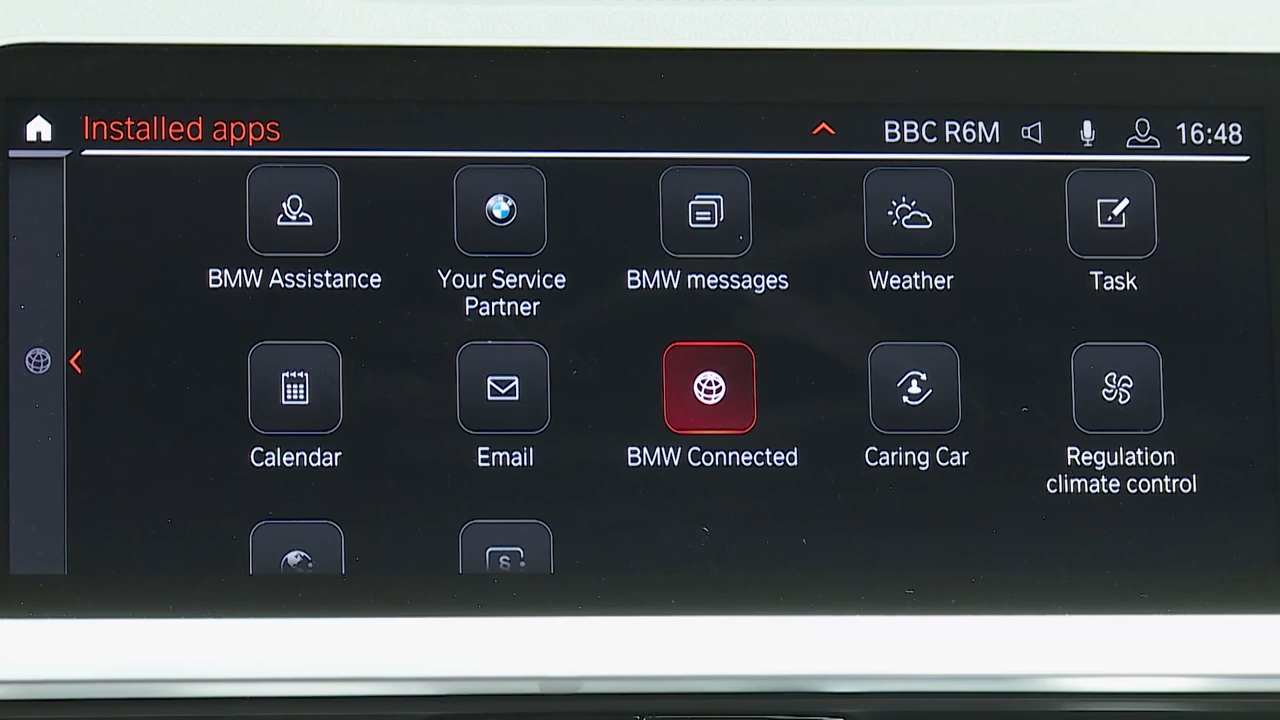 Installed apps
BBC R6M
16:48
BMW Assistance
Your Service
Partner
BMW messages
Weather
Task
Calendar
Email
BMW Connected
Caring Car
Regulation
climate control